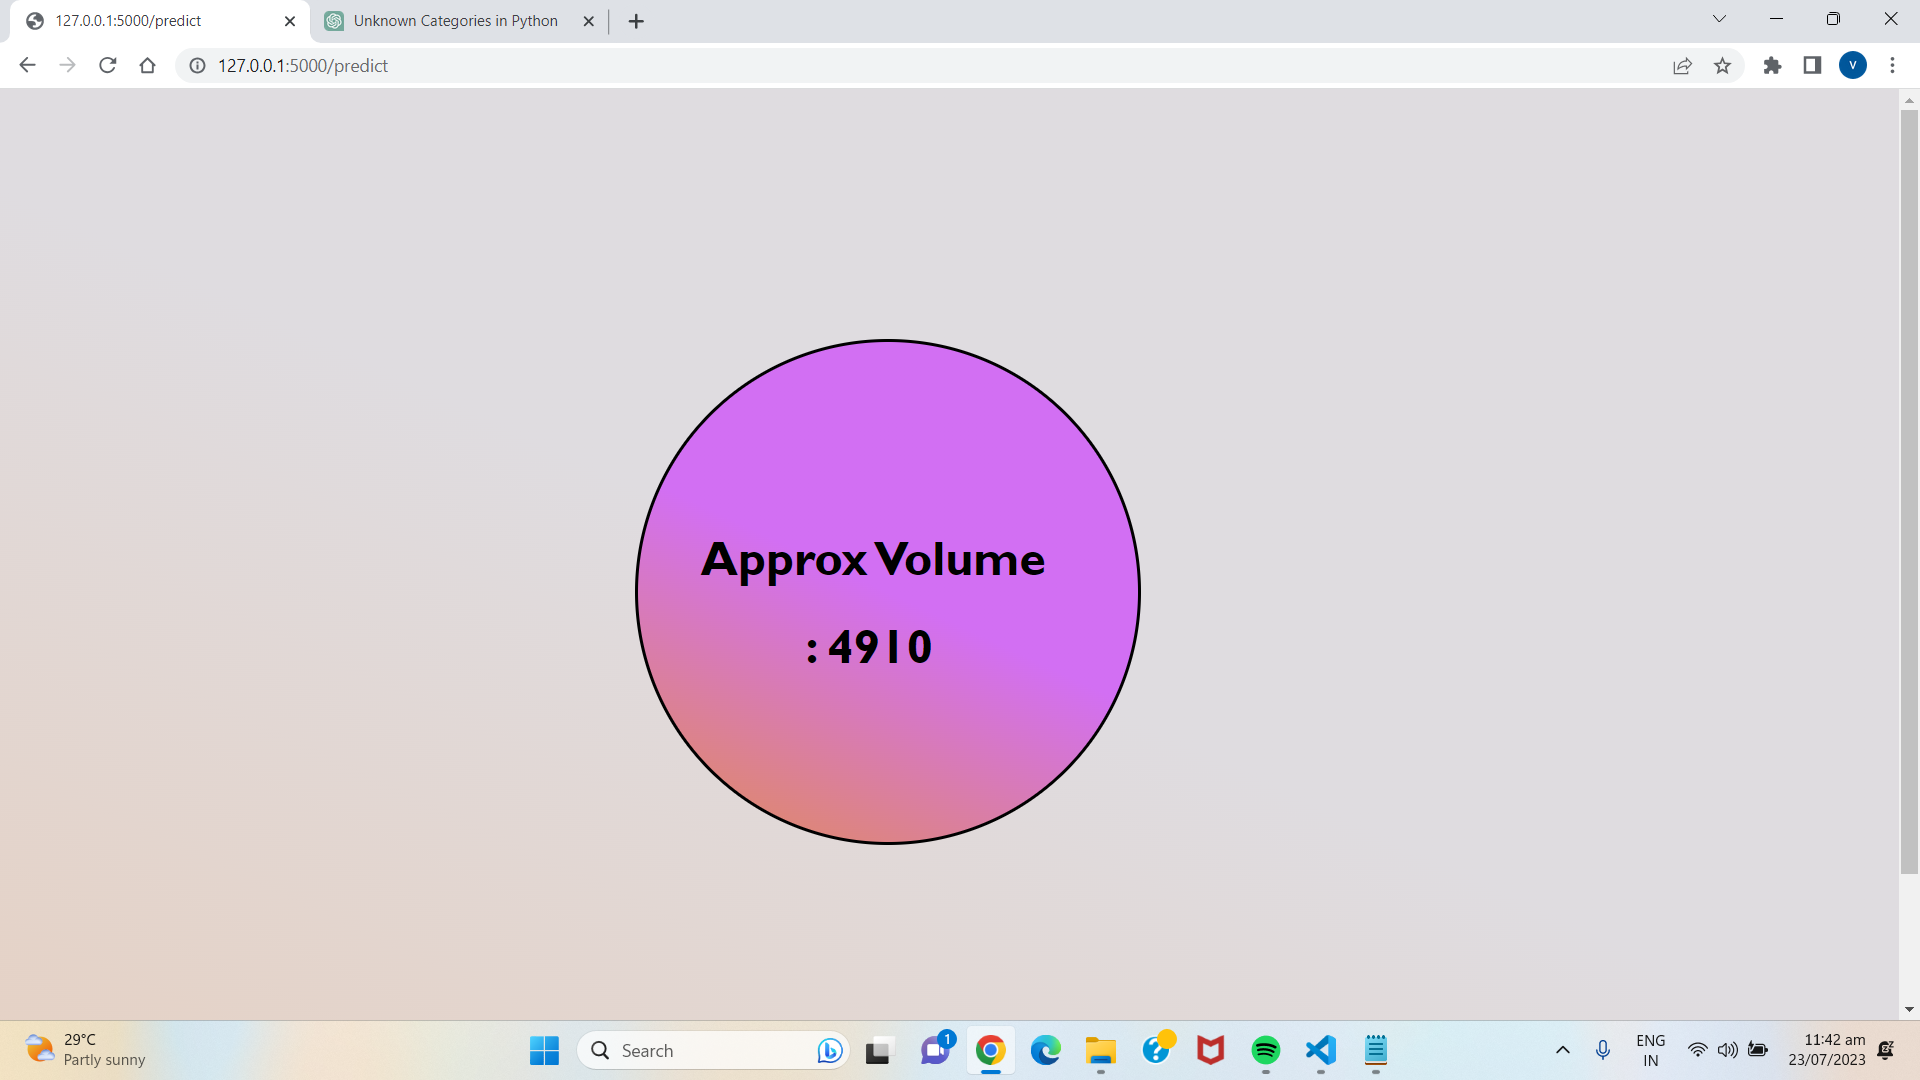 127.0.0.1:5000/predict
Unknown Categories in Python
127.0.0.1:5000/predict
V
Approx Volume
: 4910
29°C
Partly sunny
Search
1
ENG
IN
11:42 am
23/07/2023